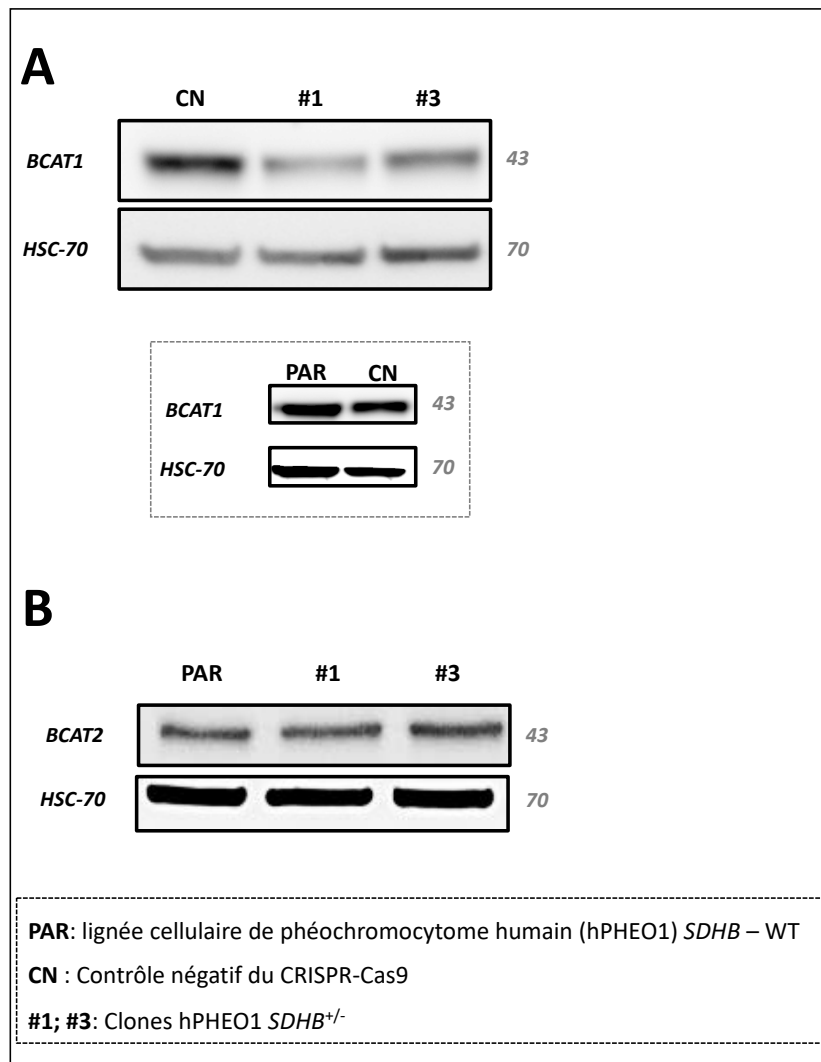 A
CN #1 #3
BCAT1 43
HSC-70 70
PAR CN
BCAT1 43
HSC-70 70
B
PAR #1 #3
BCAT2 43
HSC-70 70
PAR: lignée cellulaire de phéochromocytome humain (hPHEO1) SDHB – WT
CN : Contrôle négatif du CRISPR-Cas9
#1; #3: Clones hPHEO1 SDHB+/-